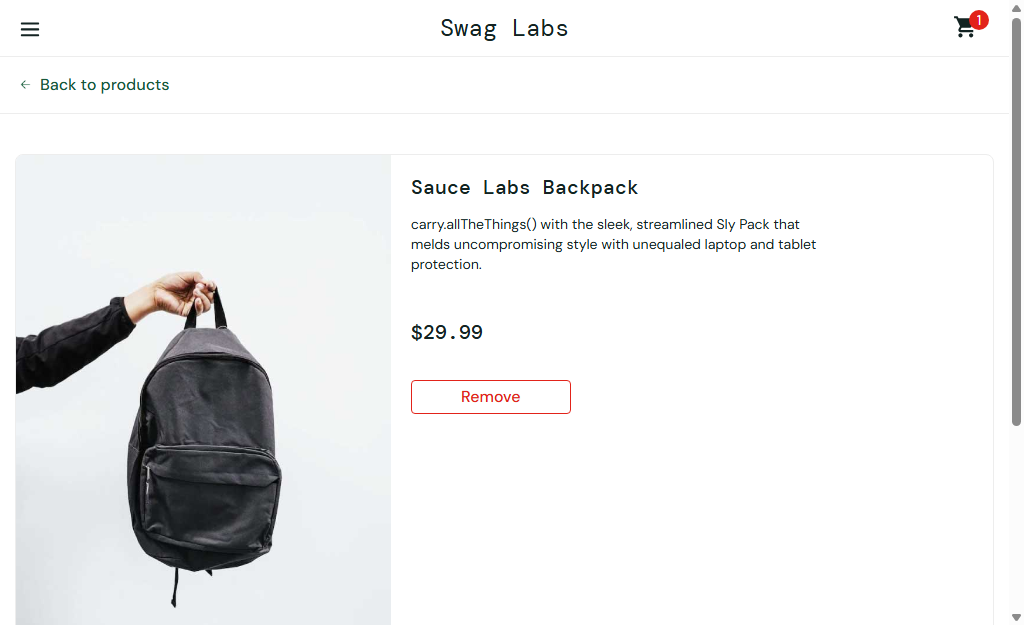 Swag Labs
1
Back to products
Sauce Labs Backpack
carry.allTheThings() with the sleek, streamlined Sly Pack that
melds uncompromising style with unequaled laptop and tablet
protection.
$29.99
Remove